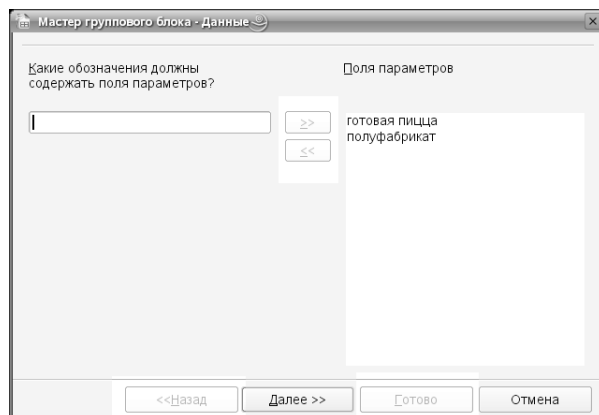 Мастер группового блока - Данные
Какие обозначения должны
содержать поля параметров?
Поля параметров
>>
<<
готовая пицца
полуфабрикат
<<Назад
Далее >>
Готово
Отмена